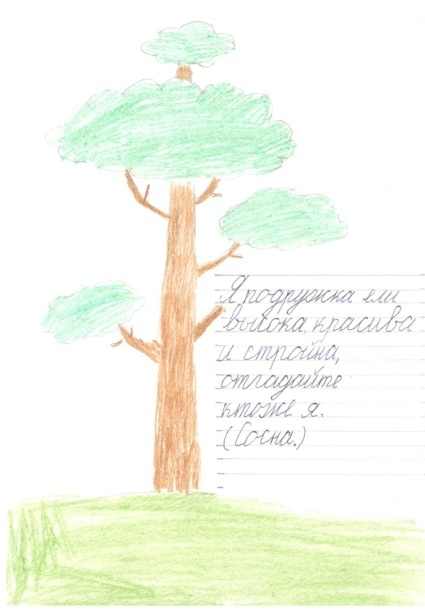 Я подружка ели
высока, красива
и стройна,
отгадайте
ктоже я.
(Сосна.)